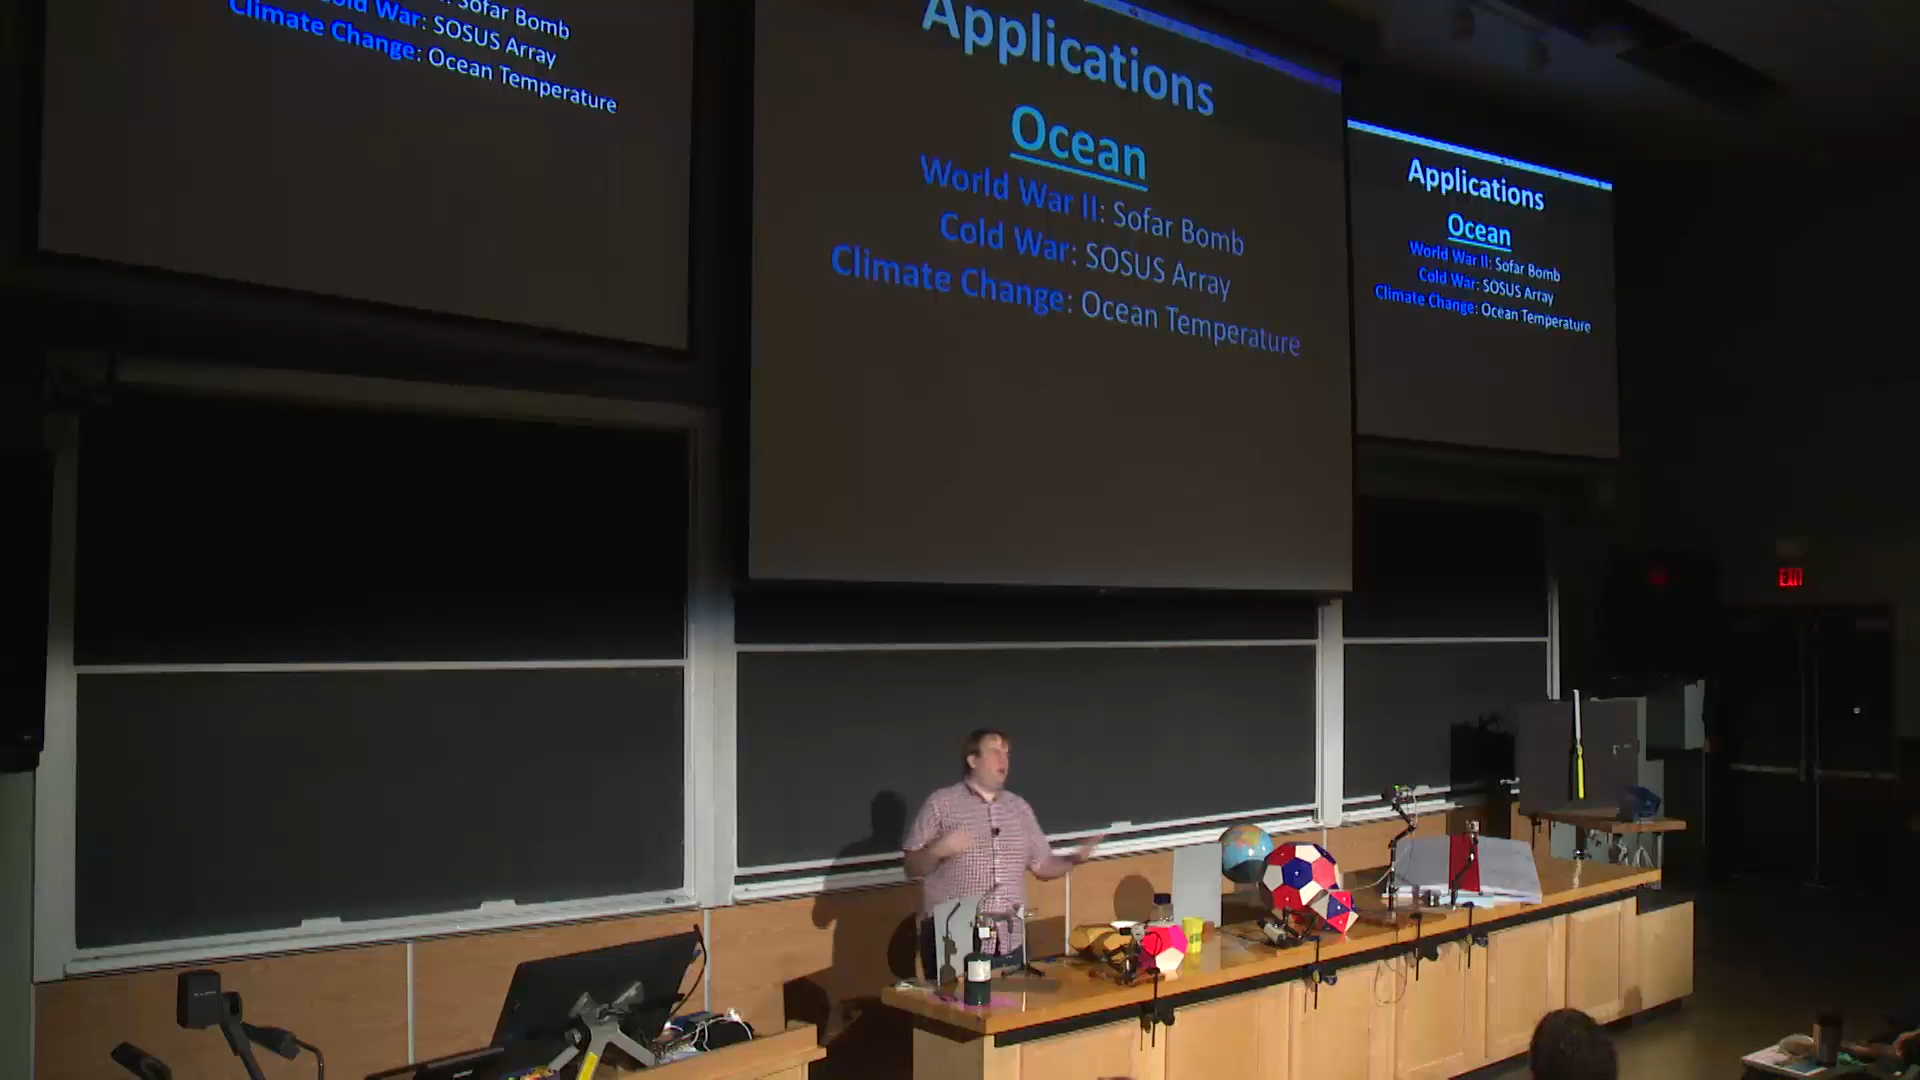 Sofar Bomb
Cold War: SOSUS Array
Climate Change: Ocean Temperature
Applications
Ocean
World War II: Sofar Bomb
Cold War: SOSUS Array
Climate Change: Ocean Temperature
Applications
Ocean
World War II: Sofar Bomb
Cold War: SOSUS Array
Climate Change: Ocean Temperature
EXIT